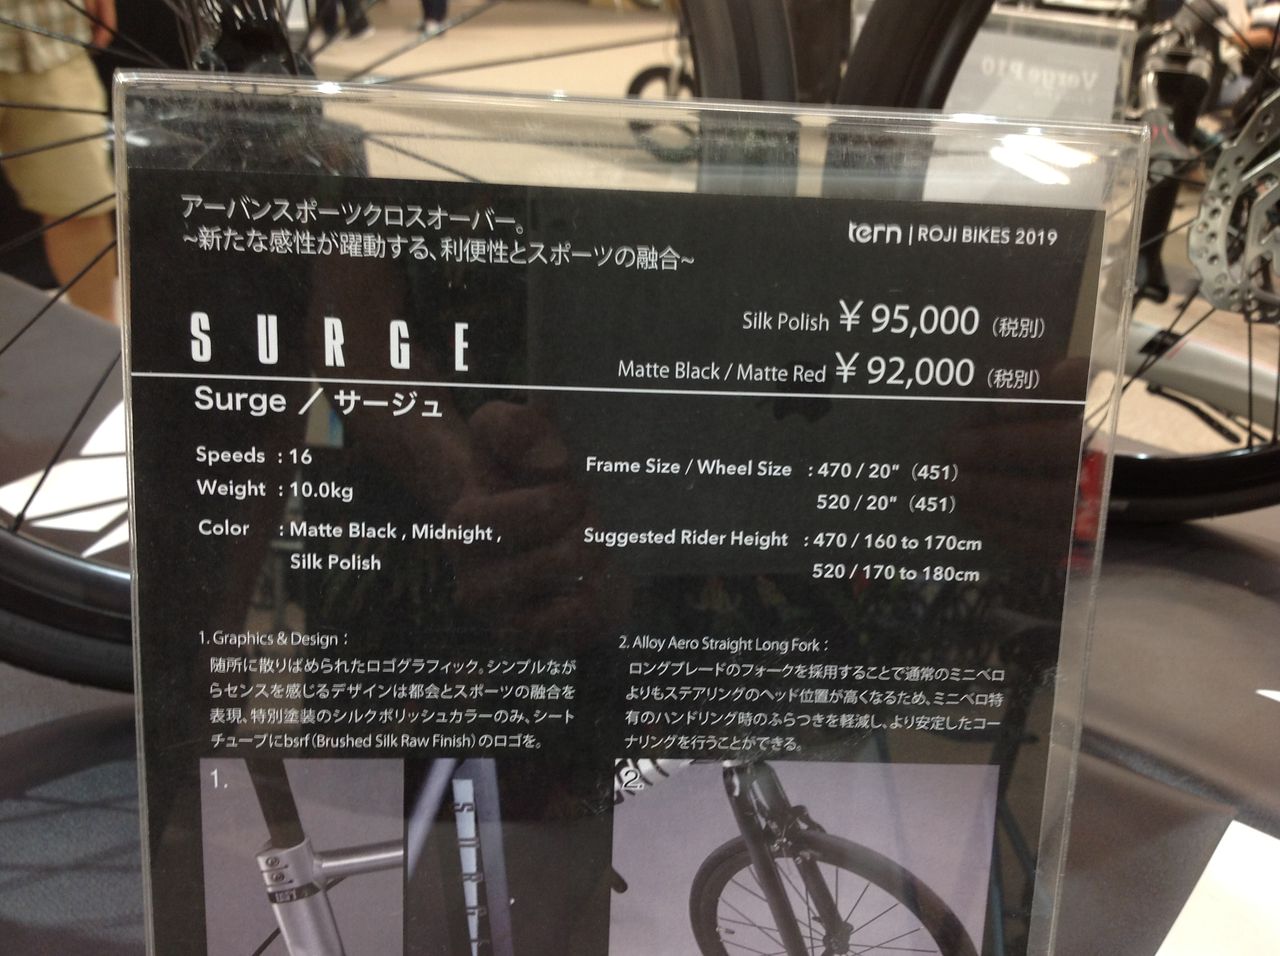 アーバンスポーツクロスオーバー。
~新たな感性が躍動する、利便性とスポーツの融合~
tern | ROJI BIKES 2019
Silk Polish ¥ 95,000 (税別)
Matte Black / Matte Red ¥ 92,000 (税別)
SURGE
Surge / サージュ
Speeds : 16
Weight : 10.0kg
Color : Matte Black , Midnight ,
Silk Polish
Frame Size / Wheel Size : 470 / 20" (451)
520 / 20" (451)
Suggested Rider Height : 470 / 160 to 170cm
520 / 170 to 180cm
1. Graphics & Design :
随所に散りばめられたロゴグラフィック。シンプルなが
らセンスを感じるデザインは都会とスポーツの融合を
表現。特別塗装のシルクポリッシュカラーのみ、シート
チューブにbsrf(Brushed Silk Raw Finish)のロゴを。
2. Alloy Aero Straight Long Fork :
ロングブレードのフォークを採用することで通常のミニベロ
よりもステアリングのヘッド位置が高くなるため、ミニベロ特
有のハンドリング時のふらつきを軽減し、より安定したコー
ナリングを行うことができる。
1.
2.
Verge P10